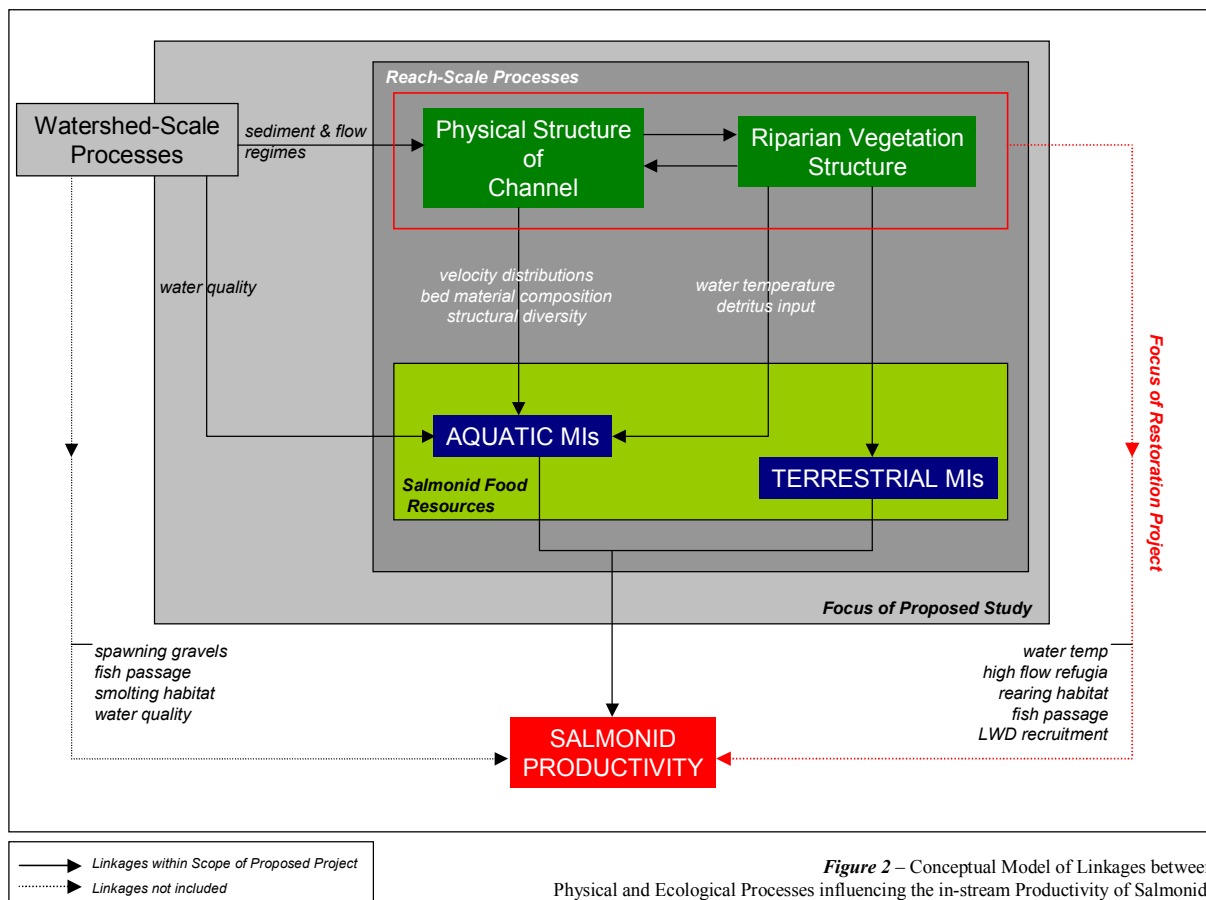 Reach-Scale Processes
Watershed-Scale
Processes
sediment & flow
regimes
Physical Structure
of
Channel
Riparian Vegetation
Structure
water quality
velocity distributions
bed material composition
structural diversity
water temperature
detritus input
Focus of Restoration Project
AQUATIC MIs
TERRESTRIAL MIs
Salmonid Food
Resources
Focus of Proposed Study
spawning gravels
fish passage
smolting habitat
water quality
water temp
high flow refugia
rearing habitat
fish passage
LWD recruitment
SALMONID
PRODUCTIVITY
Linkages within Scope of Proposed Project
Linkages not included
Figure 2 – Conceptual Model of Linkages between
Physical and Ecological Processes influencing the in-stream Productivity of Salmonid